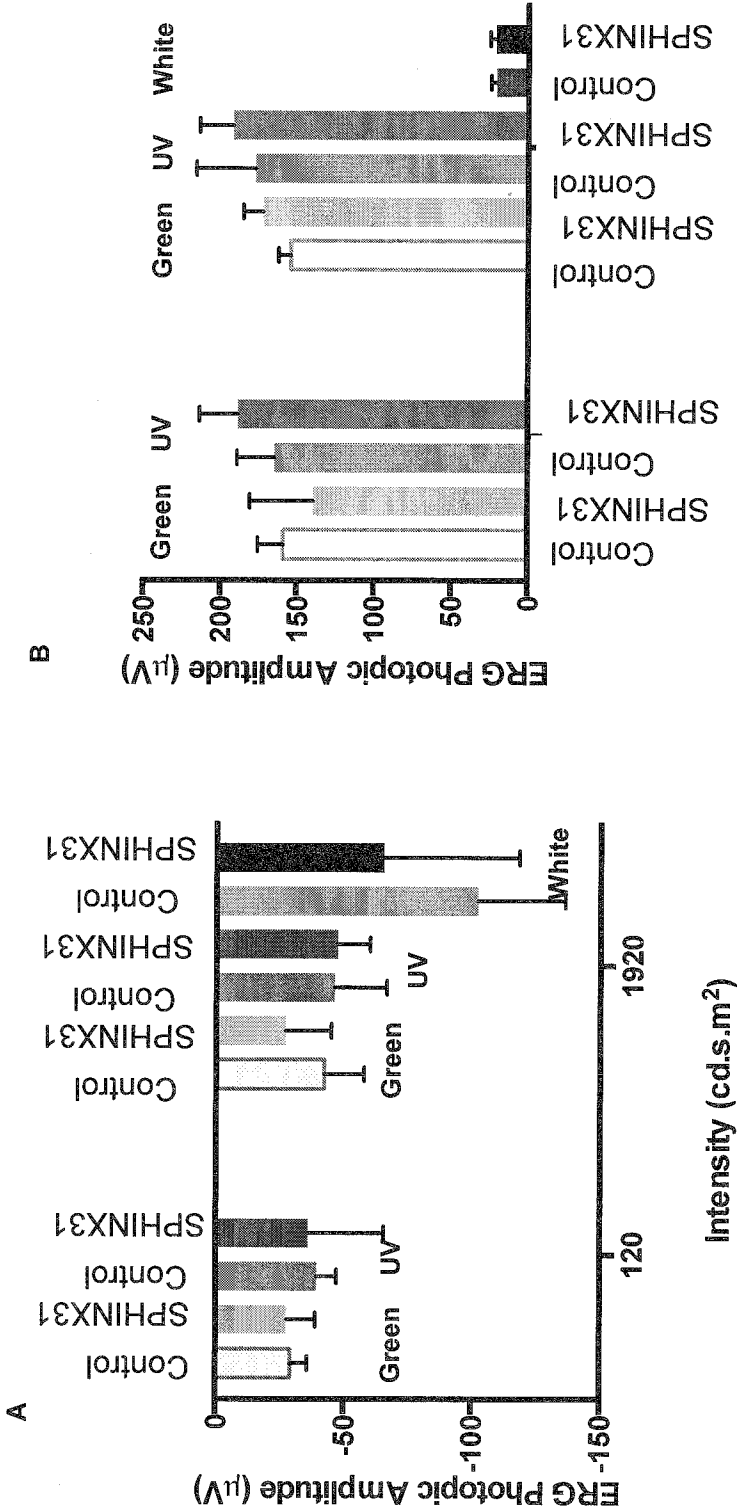 A
ERG Photopic Amplitude (µV)
0
-50
-100
-150
Control
SPHINX31
Control
SPHINX31
Control
SPHINX31
Control
SPHINX31
Control
SPHINX31
Green
UV
Green
UV
White
120
1920
Intensity (cd.s.m²)
B
ERG Photopic Amplitude (µV)
250
200
150
100
50
0
Green
UV
Green
UV
White
Control
SPHINX31
Control
SPHINX31
Control
SPHINX31
Control
SPHINX31
Control
SPHINX31